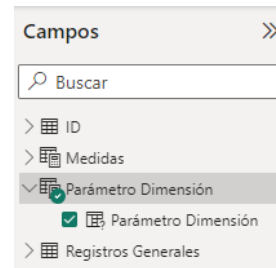 Campos
Buscar
ID
Medidas
Parámetro Dimensión
Parámetro Dimensión
Registros Generales